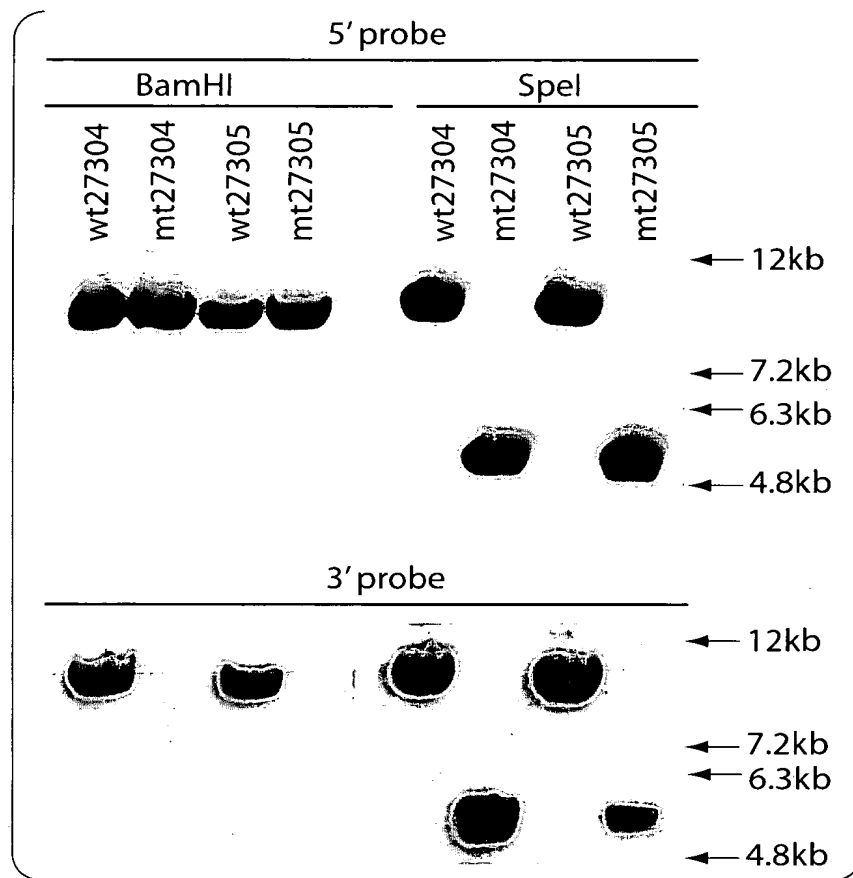 5' probe
BamHI SpeI
wt27304 mt27304 wt27305 mt27305 wt27304 mt27304 wt27305 mt27305
12kb
7.2kb
6.3kb
4.8kb
3' probe
12kb
7.2kb
6.3kb
4.8kb